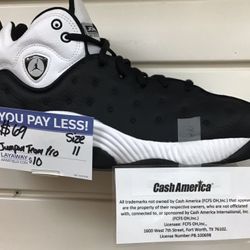 YOU PAY LESS!
$69
Size
Jumpman Team Pro
11
LAYAWAY
$10
Cash America
All trademarks not owned by Cash America (FCFS OH,Inc) that appear
are the property of their respective owners, who are not affiliated
with, connected to, or sponsored by Cash America International, Inc.
(FCFS OH,Inc.)
Licensee: FCFS OH, Inc.,
1600 West 7th Street, Fort Worth, TX 76102.
License Number:PB.100698